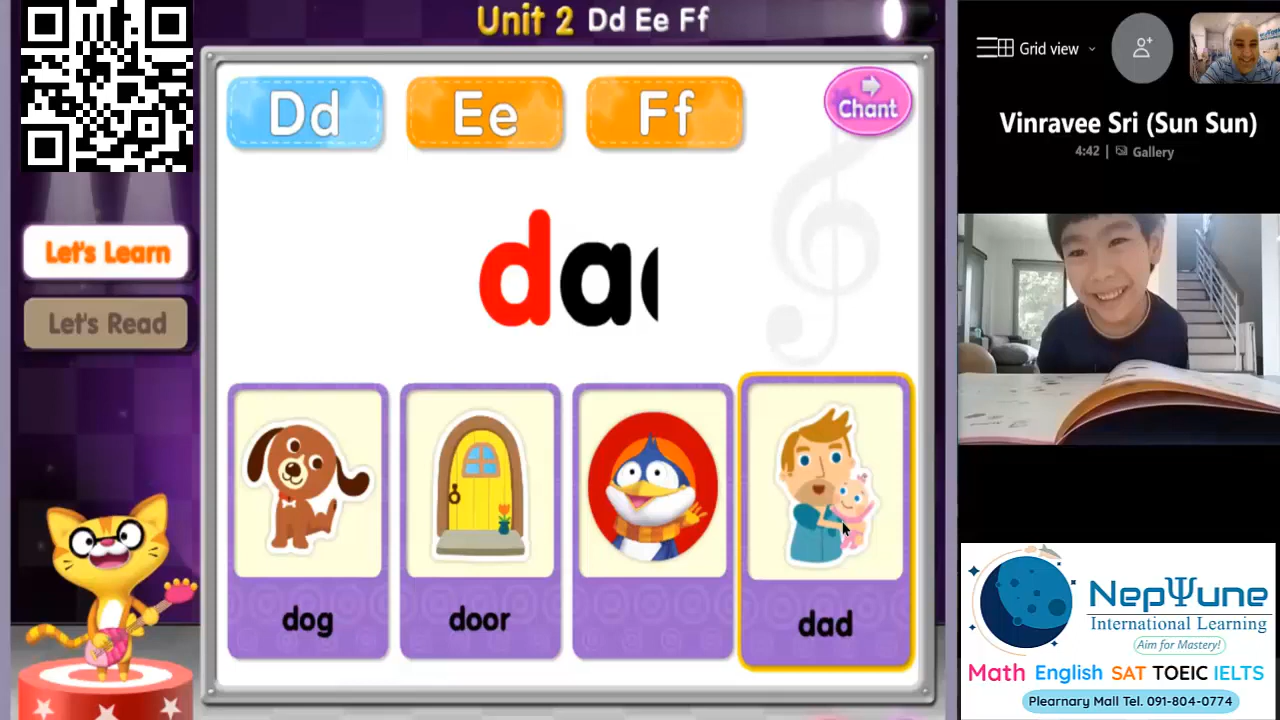 Unit 2 Dd Ee Ff
Dd Ee Ff
Chant
Let's Learn
Let's Read
da
dog
door
dad
Grid view
Vinravee Sri (Sun Sun)
4:42 | Gallery
NepΨune
International Learning
Aim for Mastery!
Math English SAT TOEIC IELTS
Plearnary Mall Tel. 091-804-0774